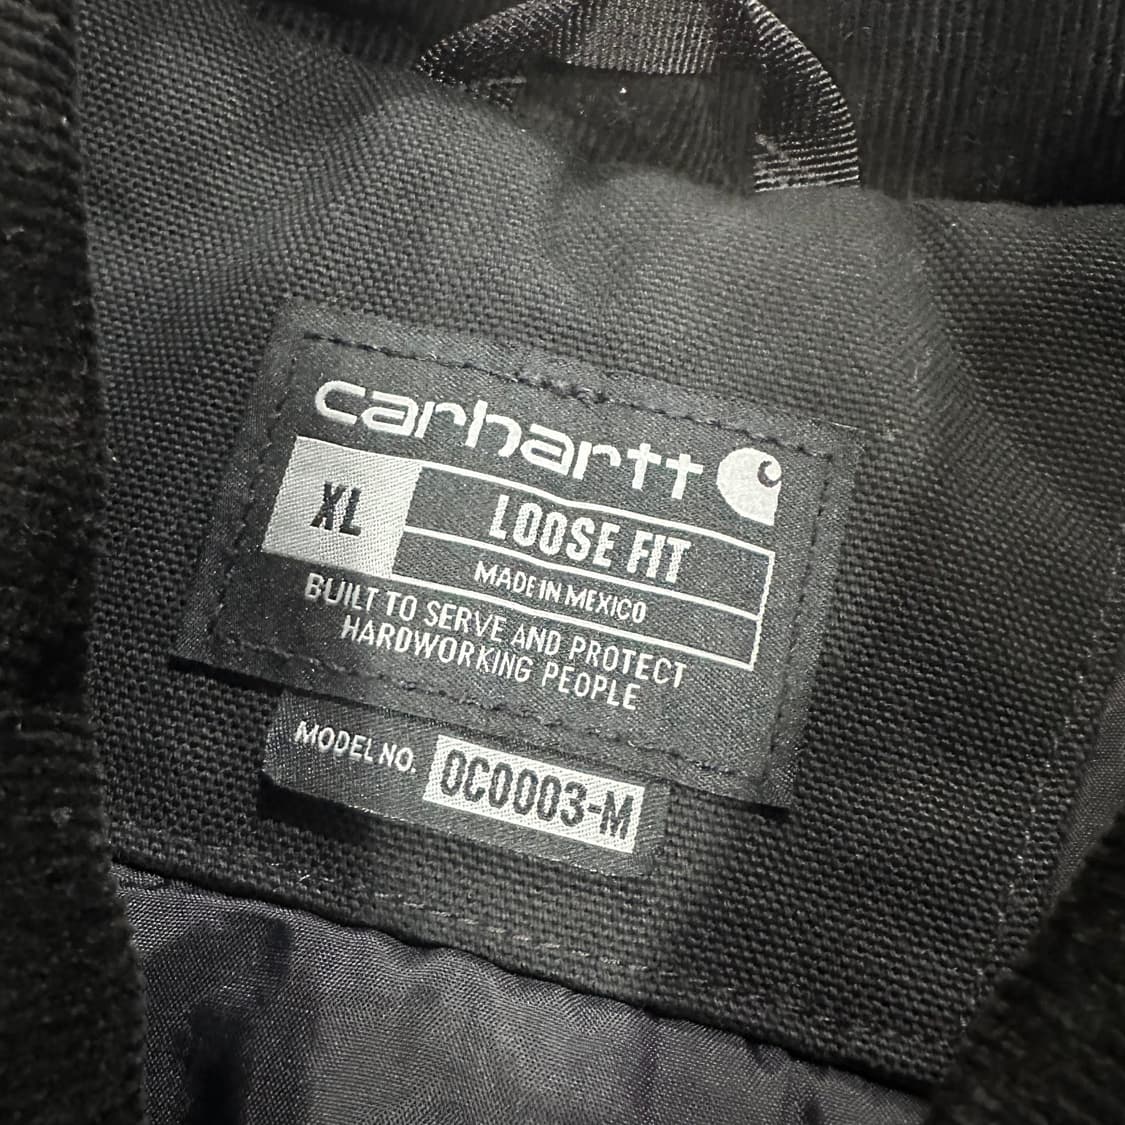 carhartt
XL
LOOSE FIT
MADE IN MEXICO
BUILT TO SERVE AND PROTECT
HARDWORKING PEOPLE
MODEL NO. OC0003-M